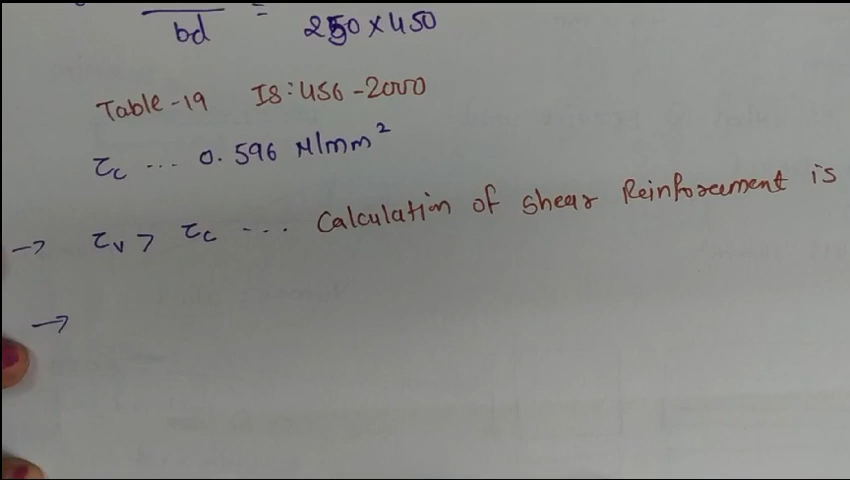 bd = 250 × 450
Table - 19 IS : 456 - 2000
τc ... 0.596 N/mm²
→ τv > τc ... Calculation of Shear Reinforcement is
→